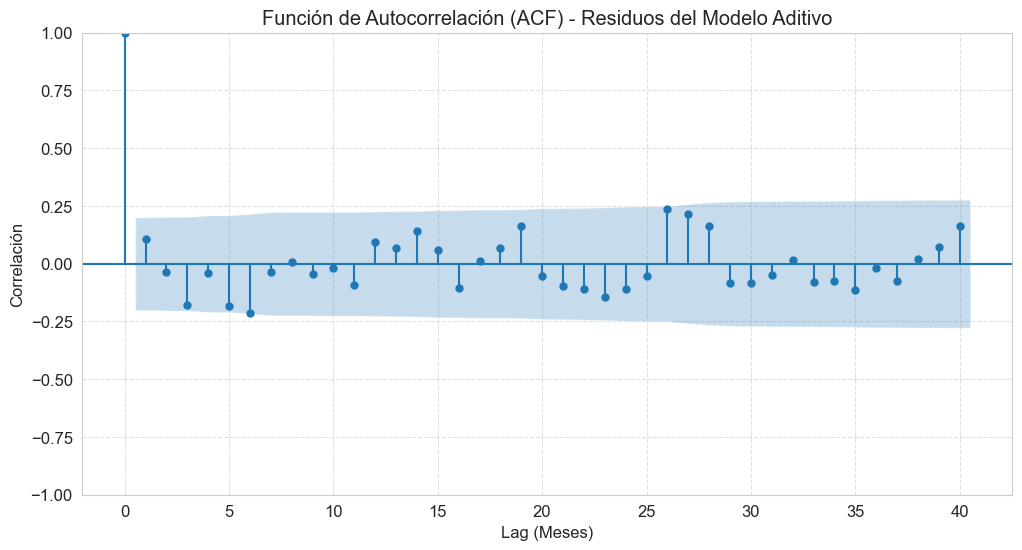 Función de Autocorrelación (ACF) - Residuos del Modelo Aditivo
1.00
0.75
0.50
0.25
0.00
−0.25
−0.50
−0.75
−1.00
Correlación
0 5 10 15 20 25 30 35 40
Lag (Meses)